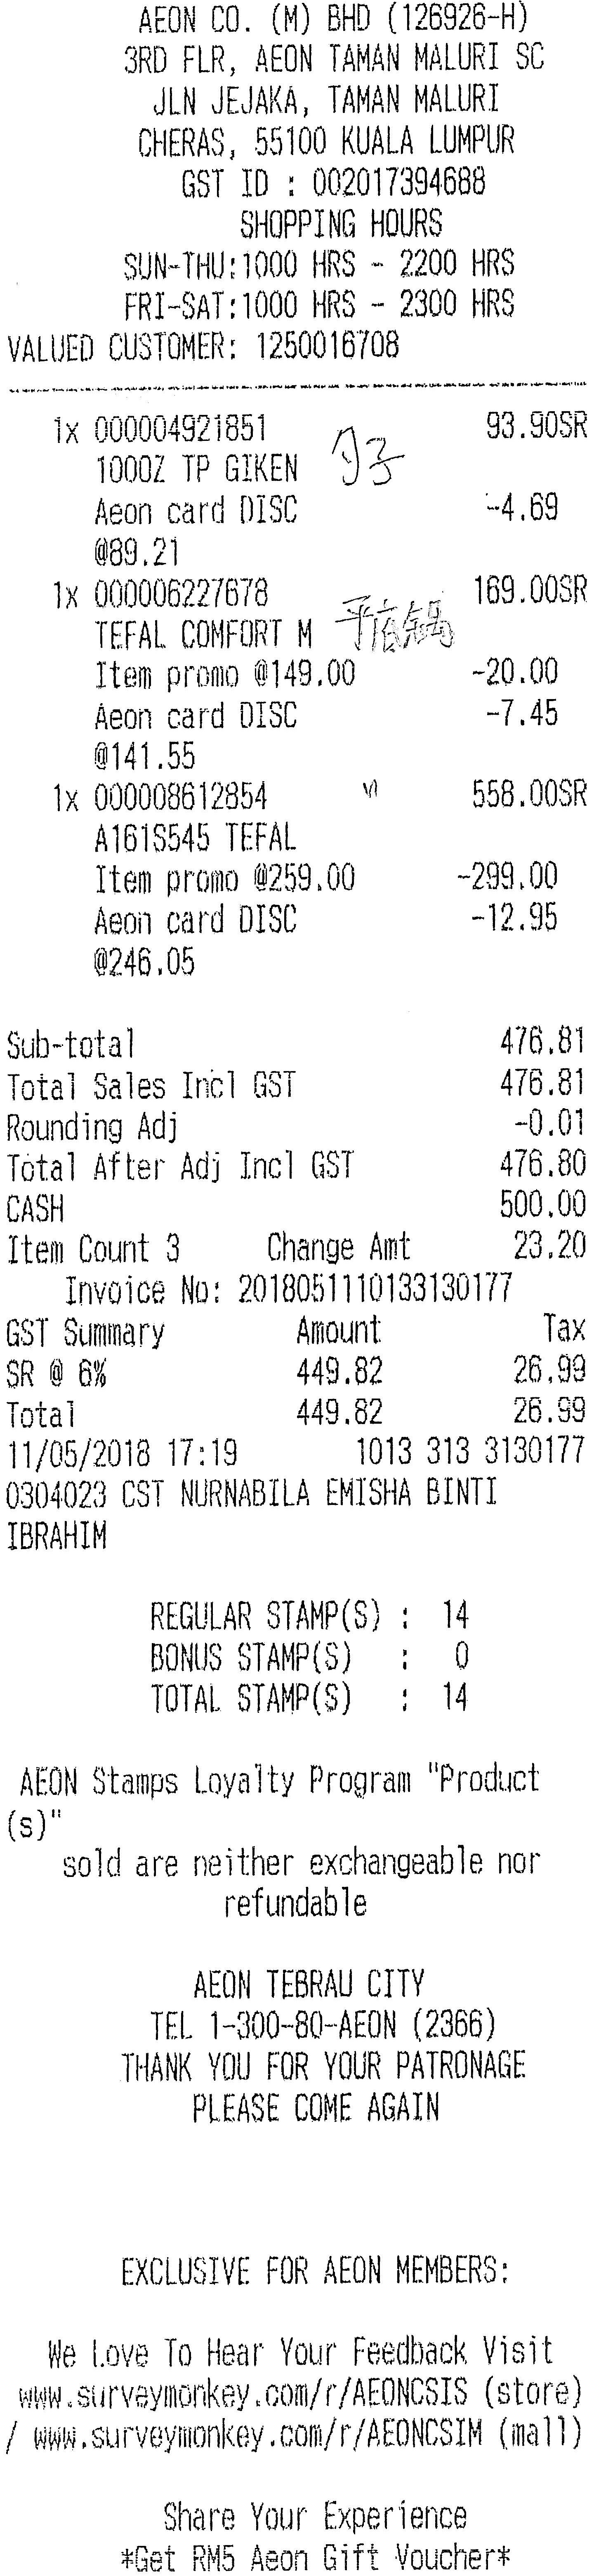 AEON CO. (M) BHD (126926-H)
3RD FLR, AEON TAMAN MALURI SC
JLN JEJAKA, TAMAN MALURI
CHERAS, 55100 KUALA LUMPUR
GST ID : 002017394688
SHOPPING HOURS
SUN-THU:1000 HRS - 2200 HRS
FRI-SAT:1000 HRS - 2300 HRS
VALUED CUSTOMER: 1250016708
1x 000004921851 93.90SR
1000Z TP GIKEN
Aeon card DISC -4.69
@89.21
1x 000006227678 169.00SR
TEFAL COMFORT M 平底锅
Item promo @149.00 -20.00
Aeon card DISC -7.45
@141.55
1x 000008612854 558.00SR
A161S545 TEFAL
Item promo @259.00 -299.00
Aeon card DISC -12.95
@246.05
Sub-total 476.81
Total Sales Incl GST 476.81
Rounding Adj -0.01
Total After Adj Incl GST 476.80
CASH 500.00
Item Count 3 Change Amt 23.20
Invoice No: 2018051110133130177
GST Summary Amount Tax
SR @ 6% 449.82 26.99
Total 449.82 26.99
11/05/2018 17:19 1013 313 3130177
0304023 CST NURNABILA EMISHA BINTI
IBRAHIM
REGULAR STAMP(S) : 14
BONUS STAMP(S) : 0
TOTAL STAMP(S) : 14
AEON Stamps Loyalty Program "Product
(s)"
sold are neither exchangeable nor
refundable
AEON TEBRAU CITY
TEL 1-300-80-AEON (2366)
THANK YOU FOR YOUR PATRONAGE
PLEASE COME AGAIN
EXCLUSIVE FOR AEON MEMBERS:
We Love To Hear Your Feedback Visit
www.surveymonkey.com/r/AEONCSIS (store)
/ www.surveymonkey.com/r/AEONCSIM (mall)
Share Your Experience
*Get RM5 Aeon Gift Voucher*